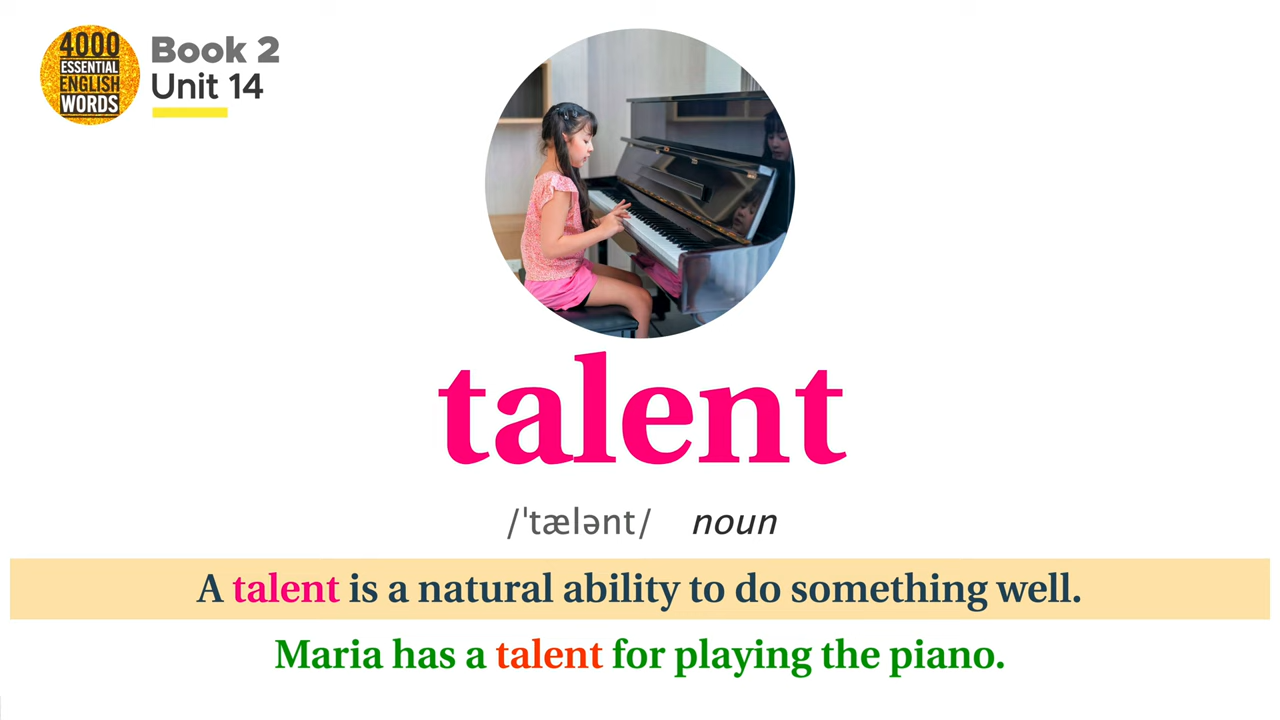 4000
ESSENTIAL
ENGLISH
WORDS
Book 2
Unit 14
talent
/ˈtælənt/ noun
A talent is a natural ability to do something well.
Maria has a talent for playing the piano.